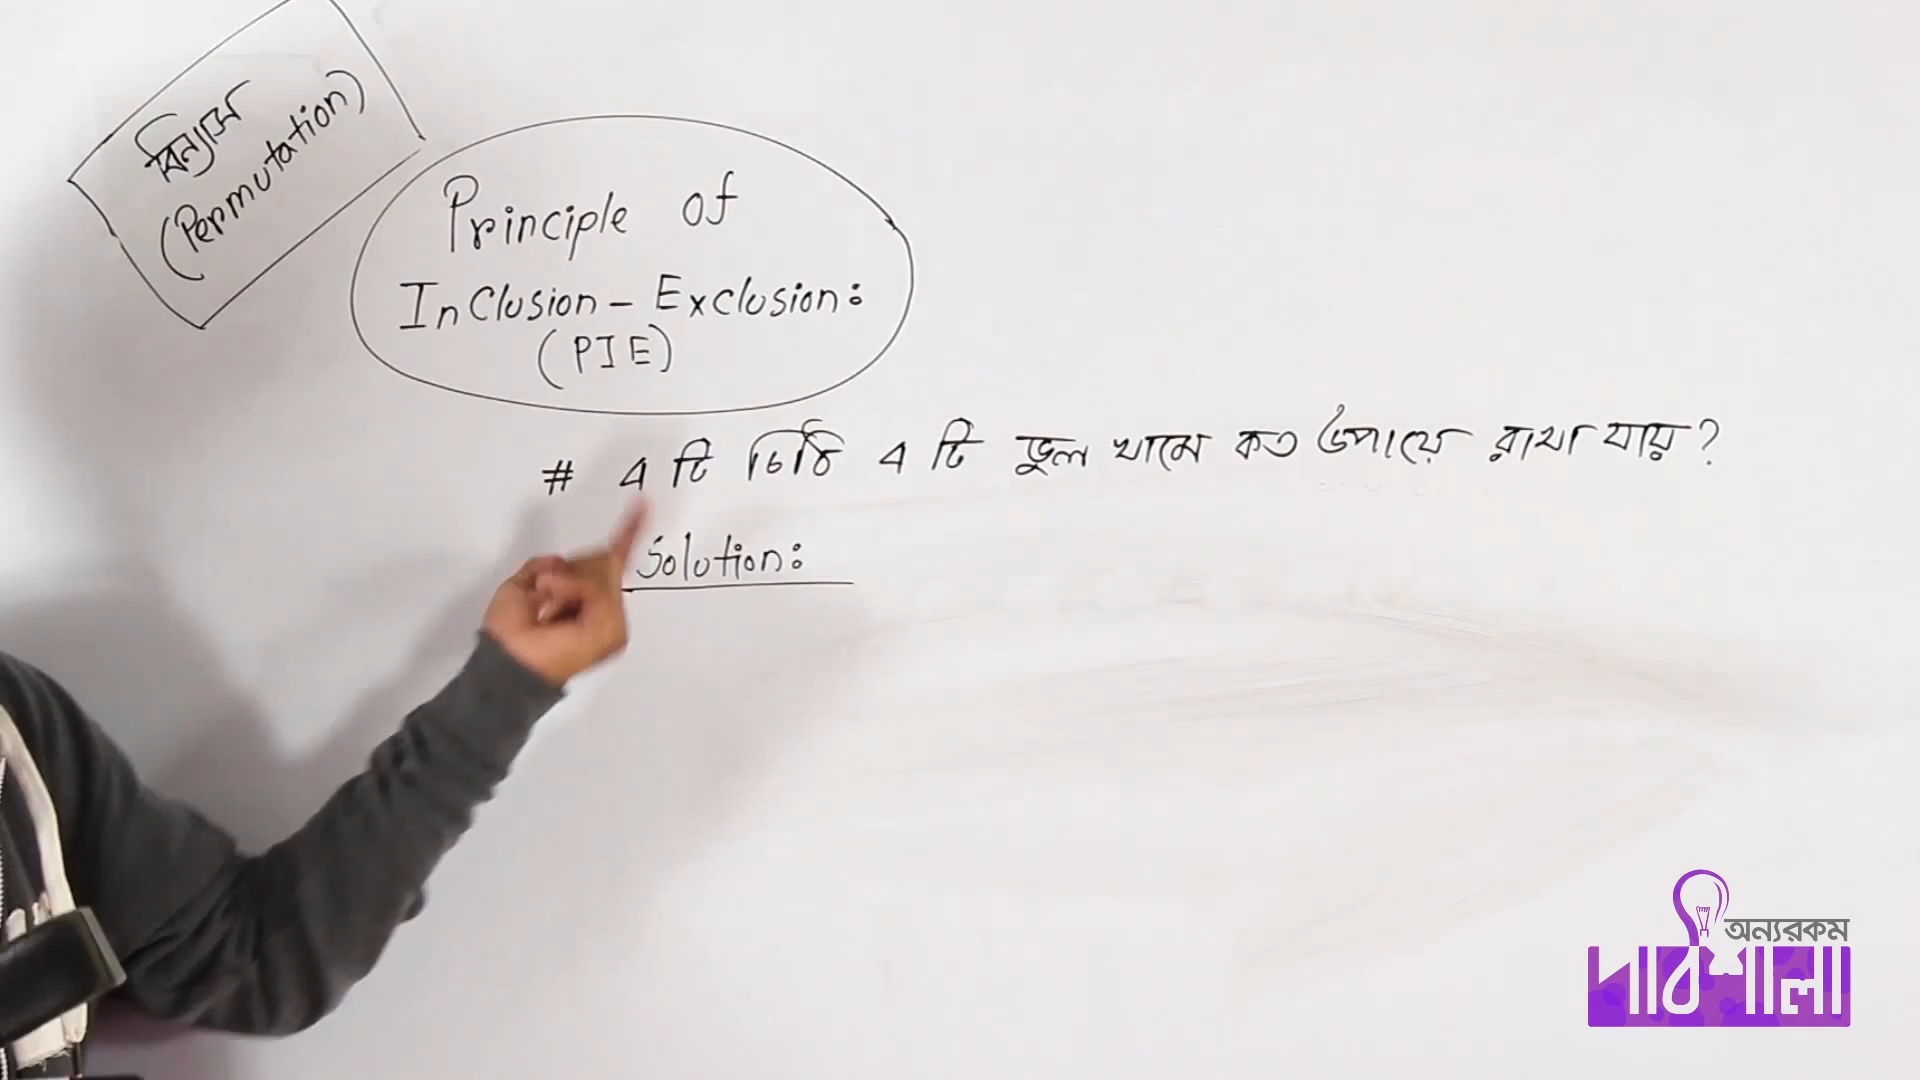 বিন্যাস
(Permutation)
Principle of
Inclusion - Exclusion:
(PIE)
# 4 টি চিঠি 4 টি ভুল খামে কত উপায়ে রাখা যায়?
Solution:
অন্যরকম
পাঠশালা